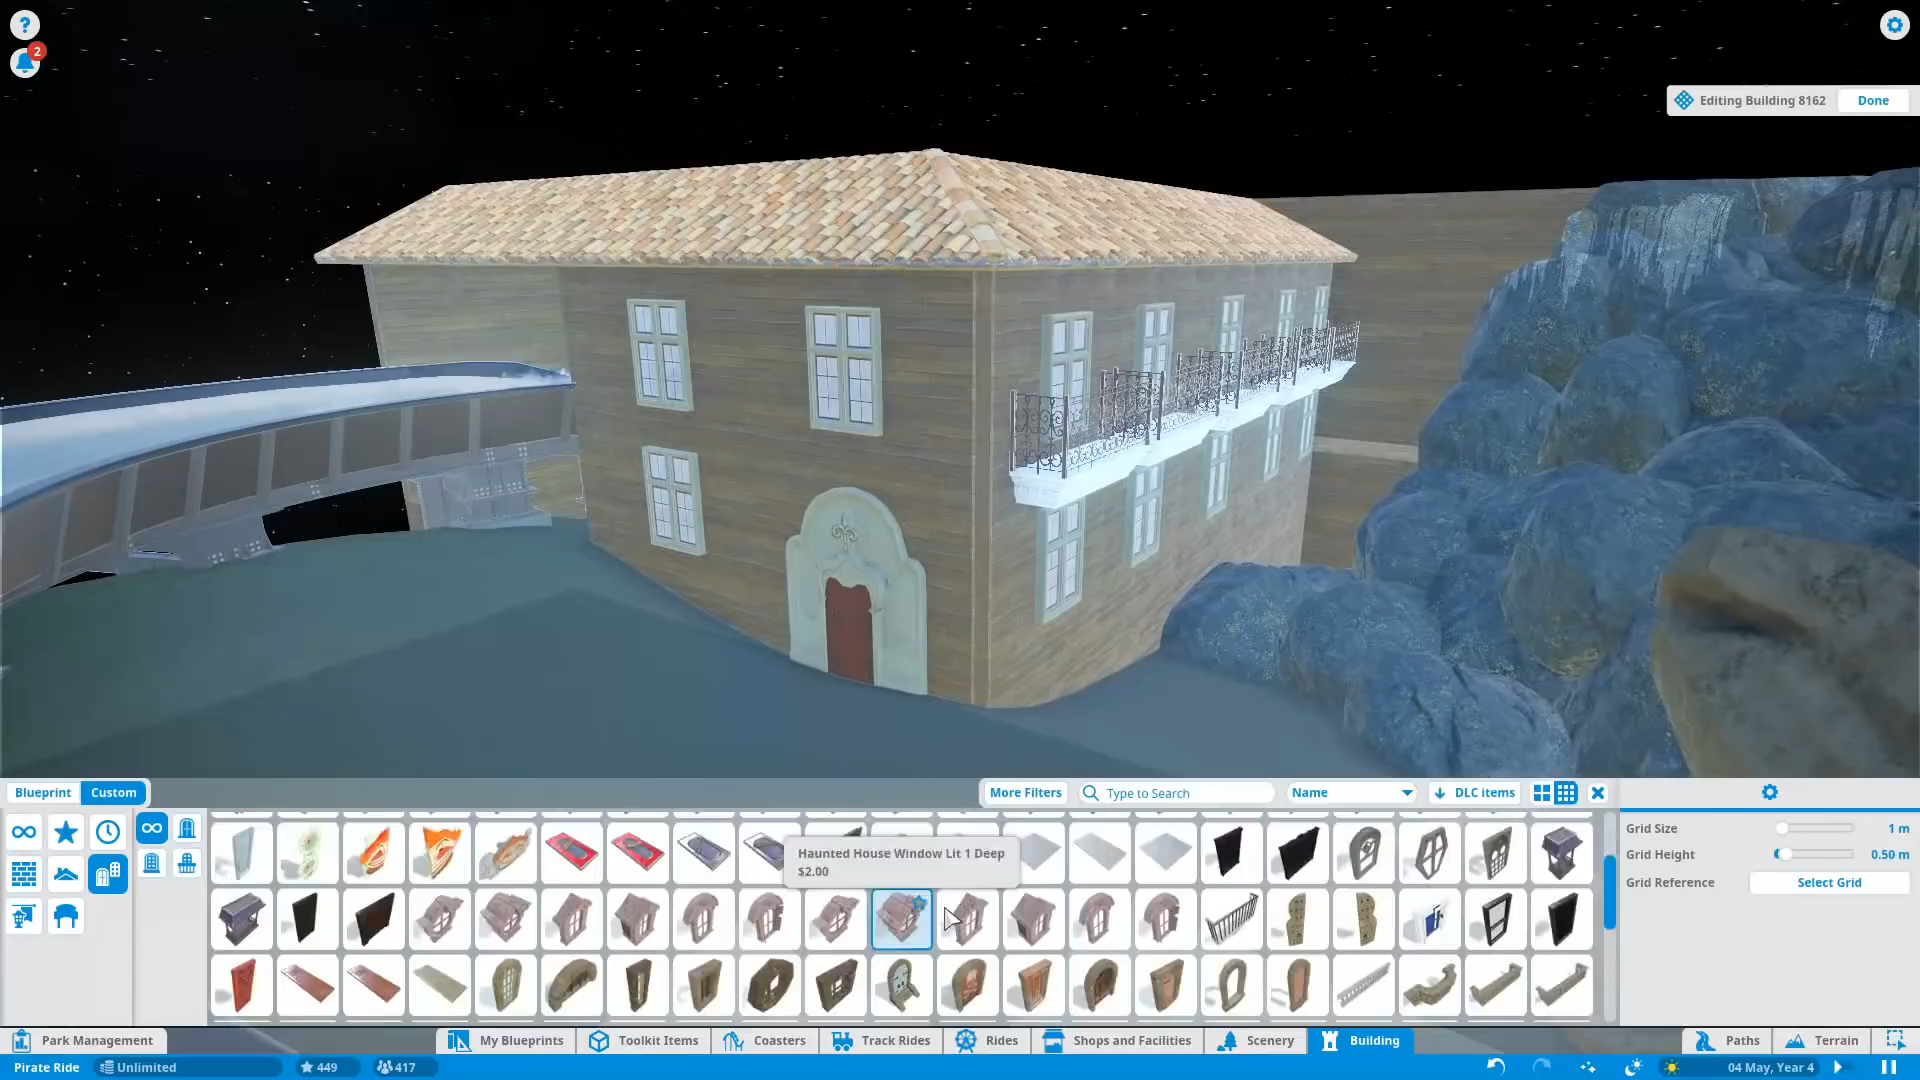 ?
2
Editing Building 8162
Done
Blueprint
Custom
More Filters
Type to Search
Name
DLC items
Haunted House Window Lit 1 Deep
$2.00
Grid Size
1 m
Grid Height
0.50 m
Grid Reference
Select Grid
Park Management
My Blueprints
Toolkit Items
Coasters
Track Rides
Rides
Shops and Facilities
Scenery
Building
Paths
Terrain
Pirate Ride
Unlimited
449
417
04 May, Year 4